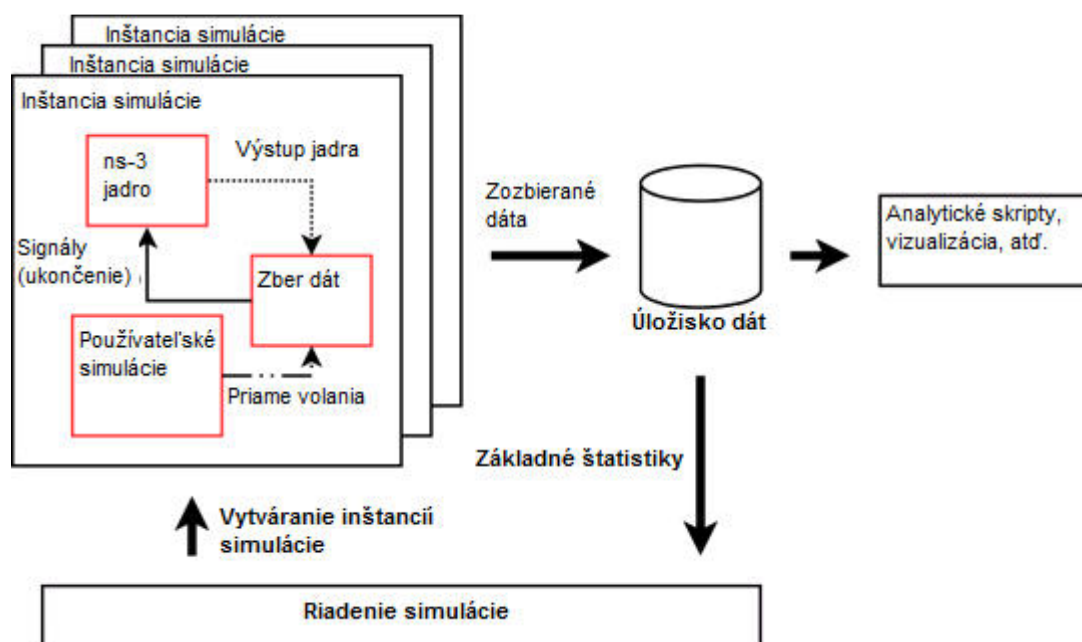 Inštancia simulácie
Inštancia simulácie
Inštancia simulácie
ns-3
jadro
Výstup jadra
Signály
(ukončenie)
Zber dát
Používateľské
simulácie
Priame volania
Zozbierané
dáta
Úložisko dát
Analytické skripty,
vizualizácia, atď.
Základné štatistiky
Vytváranie inštancií
simulácie
Riadenie simulácie